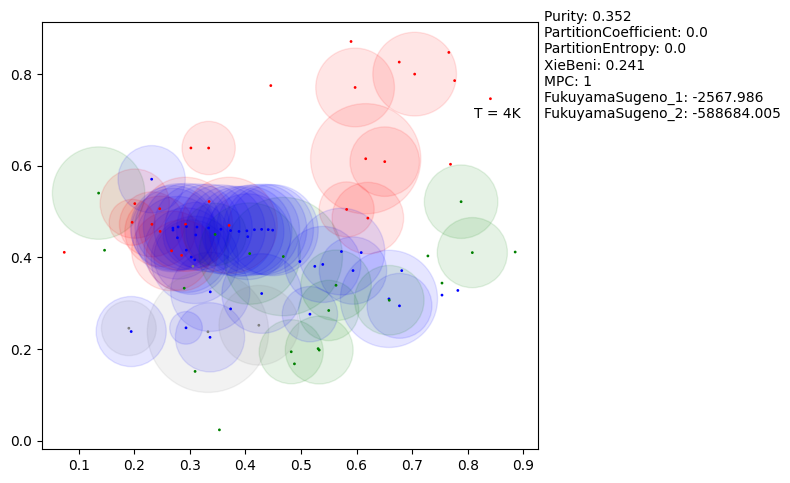 Purity: 0.352
PartitionCoefficient: 0.0
PartitionEntropy: 0.0
XieBeni: 0.241
MPC: 1
FukuyamaSugeno_1: -2567.986
FukuyamaSugeno_2: -588684.005
T = 4K
0.8
0.6
0.4
0.2
0.0
0.1 0.2 0.3 0.4 0.5 0.6 0.7 0.8 0.9